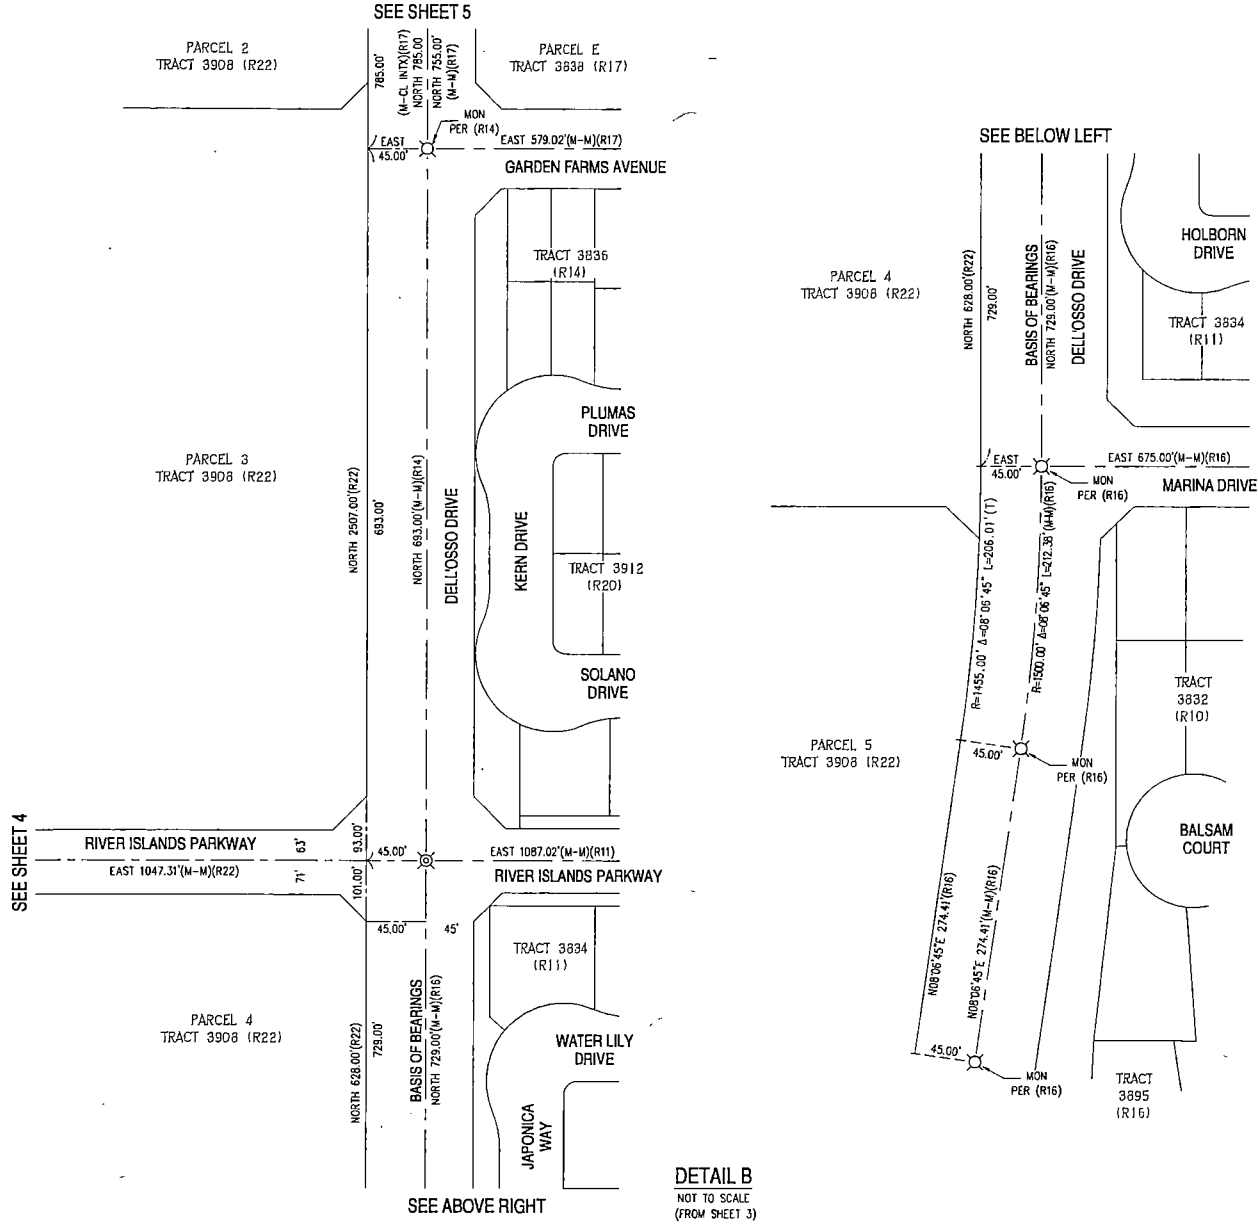 SEE SHEET 5
PARCEL 2
TRACT 3908 (R22)
785.00'
(M-CL INTX)(R17)
NORTH 785.00
NORTH 755.00'
(M-M)(R17)
PARCEL E
TRACT 3838 (R17)
MON
PER (R14)
EAST
45.00'
EAST 579.02'(M-M)(R17)
GARDEN FARMS AVENUE
TRACT 3836
(R14)
PLUMAS
DRIVE
PARCEL 3
TRACT 3908 (R22)
NORTH 2507.00'(R22)
693.00'
NORTH 693.00'(M-M)(R14)
DELL'OSSO DRIVE
KERN DRIVE
TRACT 3912
(R20)
SOLANO
DRIVE
SEE SHEET 4
RIVER ISLANDS PARKWAY
63'
93.00'
45.00'
EAST 1087.02'(M-M)(R11)
EAST 1047.31'(M-M)(R22)
71'
101.00'
RIVER ISLANDS PARKWAY
45.00'
45'
TRACT 3834
(R11)
PARCEL 4
TRACT 3908 (R22)
NORTH 628.00'(R22)
729.00'
BASIS OF BEARINGS
NORTH 729.00'(M-M)(R16)
WATER LILY
DRIVE
JAPONICA
WAY
SEE ABOVE RIGHT
DETAIL B
NOT TO SCALE
(FROM SHEET 3)
SEE BELOW LEFT
HOLBORN
DRIVE
PARCEL 4
TRACT 3908 (R22)
NORTH 628.00'(R22)
729.00'
BASIS OF BEARINGS
NORTH 729.00'(M-M)(R16)
DELL'OSSO DRIVE
TRACT 3834
(R11)
EAST
45.00'
EAST 675.00'(M-M)(R16)
MON
PER (R16)
MARINA DRIVE
R=1455.00' Δ=08°06'45" L=206.01'(T)
R=1500.00' Δ=08°06'45" L=212.38'(M-M)(R16)
TRACT
3832
(R10)
PARCEL 5
TRACT 3908 (R22)
45.00'
MON
PER (R16)
BALSAM
COURT
N08°06'45"E 274.41'(R16)
N08°06'45"E 274.41'(M-M)(R16)
45.00'
MON
PER (R16)
TRACT
3895
(R16)